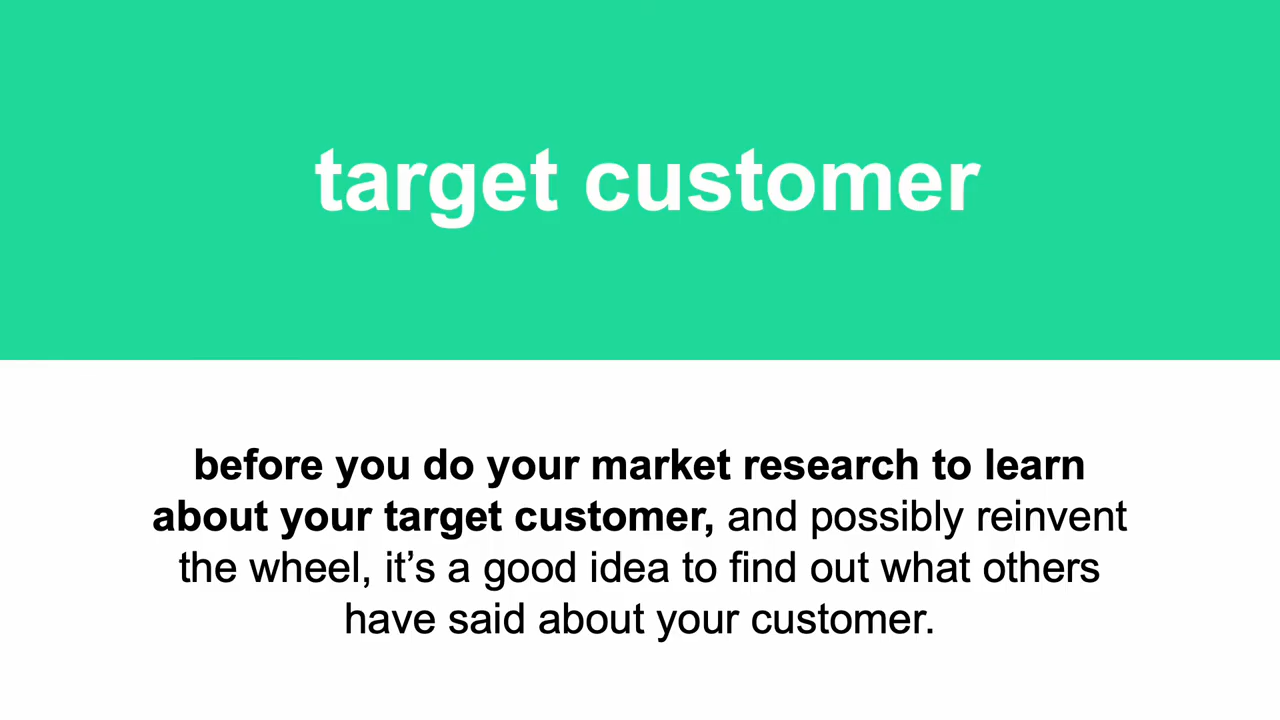 target customer
before you do your market research to learn
about your target customer, and possibly reinvent
the wheel, it’s a good idea to find out what others
have said about your customer.